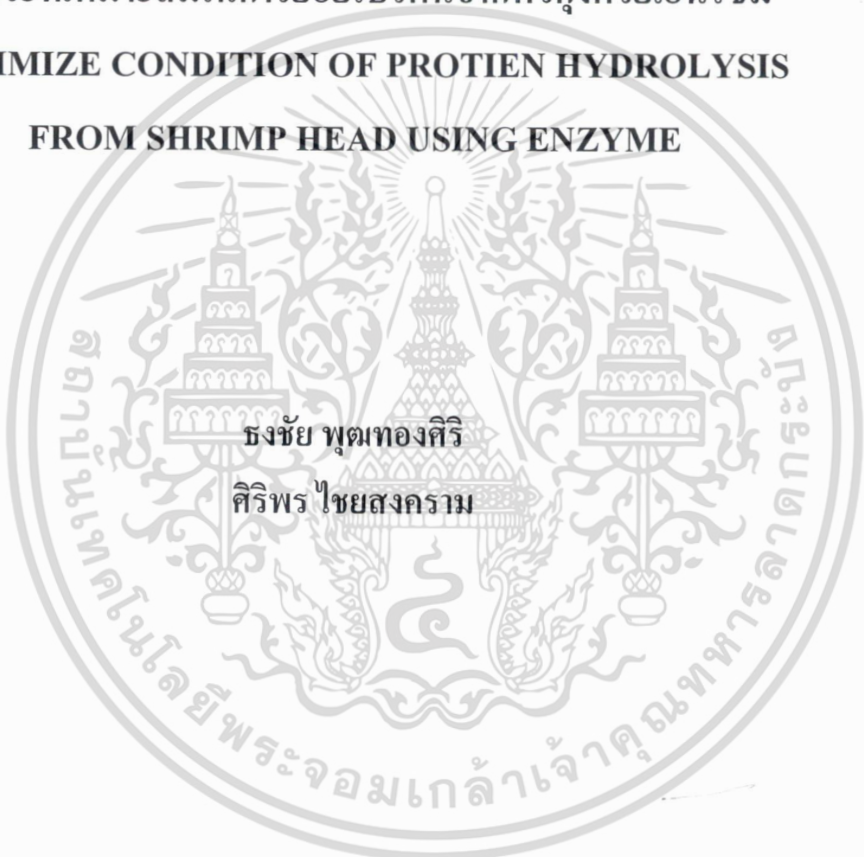 IMIZE CONDITION OF PROTIEN HYDROLYSIS
FROM SHRIMP HEAD USING ENZYME
ธงชัย พุฒทองศิริ
ศิริพร ไชยสงคราม
สถาบันเทคโนโลยีพระจอมเกล้าเจ้าคุณทหารลาดกระบัง